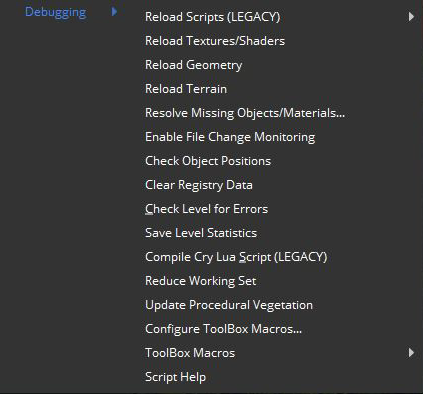 Debugging
Reload Scripts (LEGACY)
Reload Textures/Shaders
Reload Geometry
Reload Terrain
Resolve Missing Objects/Materials...
Enable File Change Monitoring
Check Object Positions
Clear Registry Data
Check Level for Errors
Save Level Statistics
Compile Cry Lua Script (LEGACY)
Reduce Working Set
Update Procedural Vegetation
Configure ToolBox Macros...
ToolBox Macros
Script Help